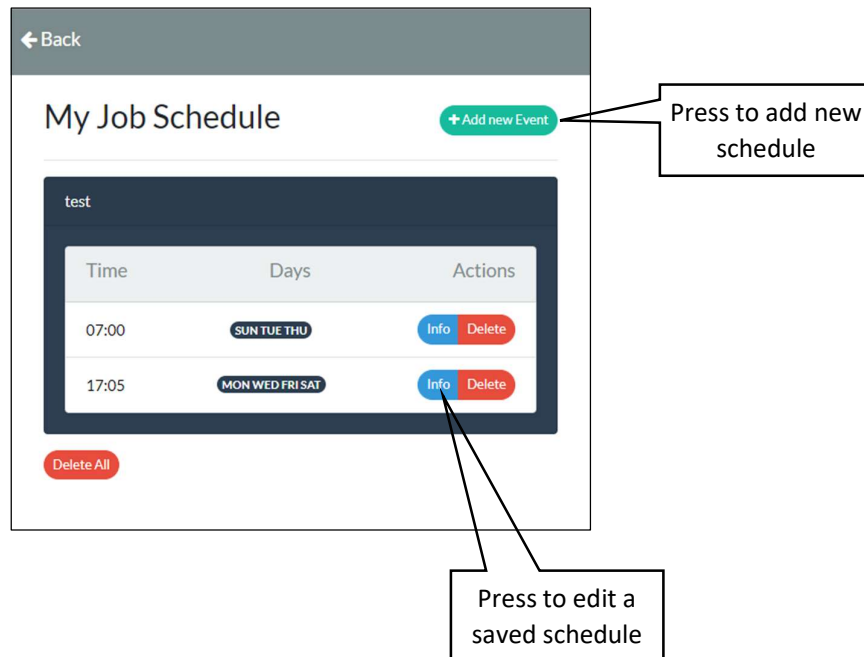 Back
My Job Schedule
+ Add new Event
Press to add new
schedule
test
Time Days Actions
07:00 SUN TUE THU Info Delete
17:05 MON WED FRI SAT Info Delete
Delete All
Press to edit a
saved schedule